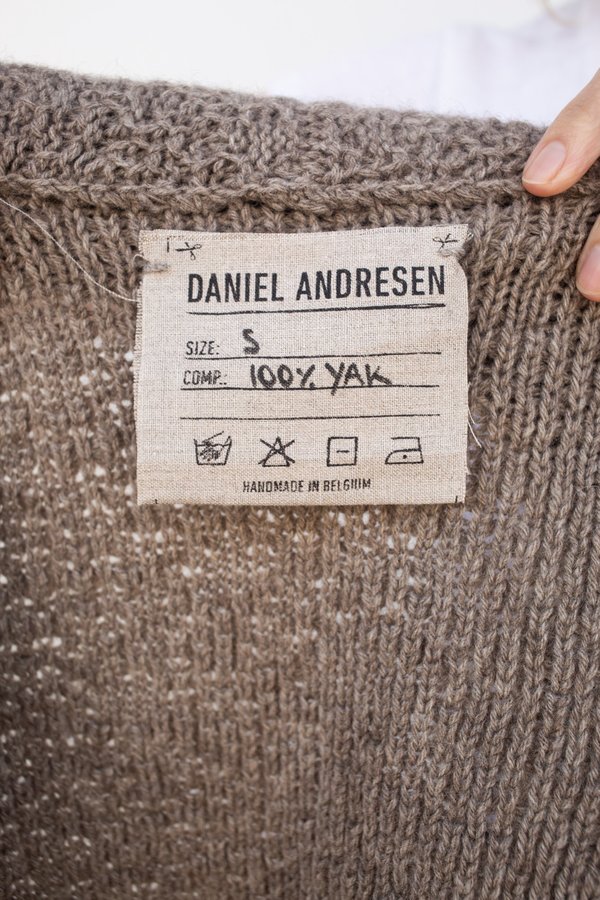 DANIEL ANDRESEN
SIZE: S
COMP.: 100% YAK
HANDMADE IN BELGIUM